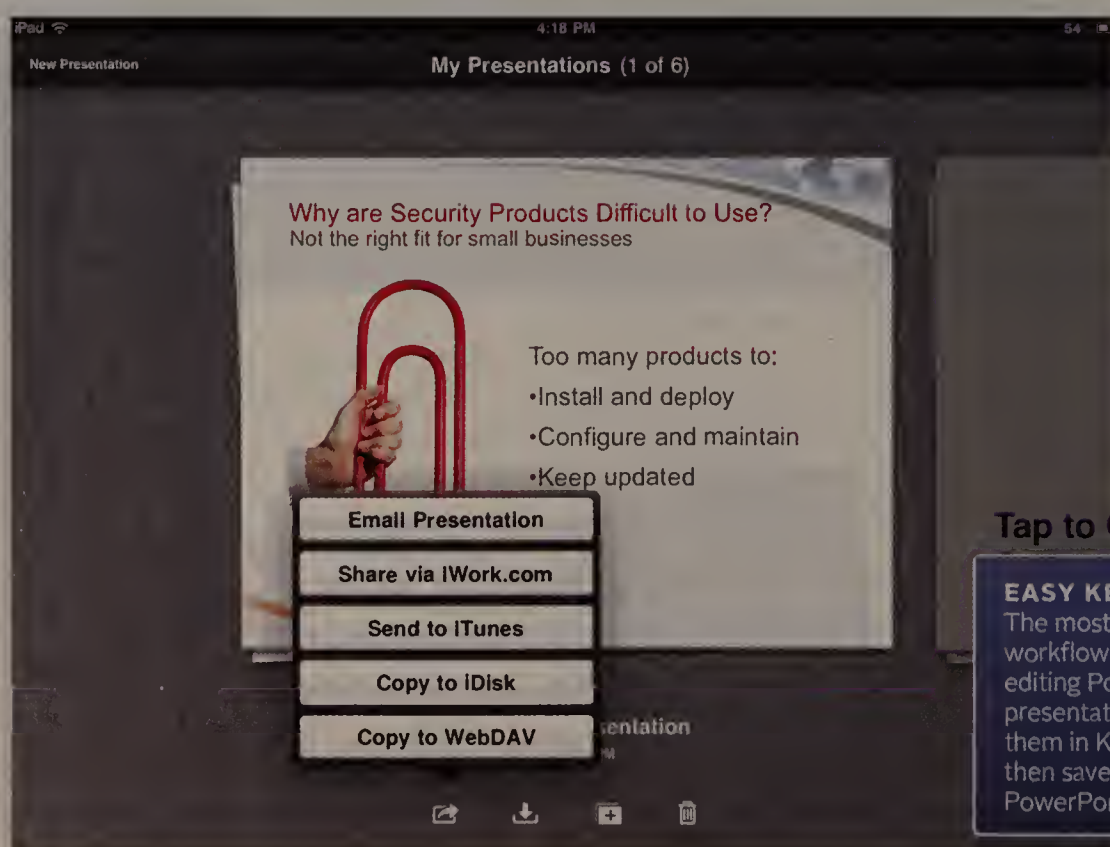 iPad 4:18 PM 54
New Presentation My Presentations (1 of 6)
Why are Security Products Difficult to Use?
Not the right fit for small businesses
Too many products to:
•Install and deploy
•Configure and maintain
•Keep updated
Email Presentation
Share via iWork.com
Send to iTunes
Copy to iDisk
Copy to WebDAV
Tap to
EASY
The most
workflow
editing
them in
then save